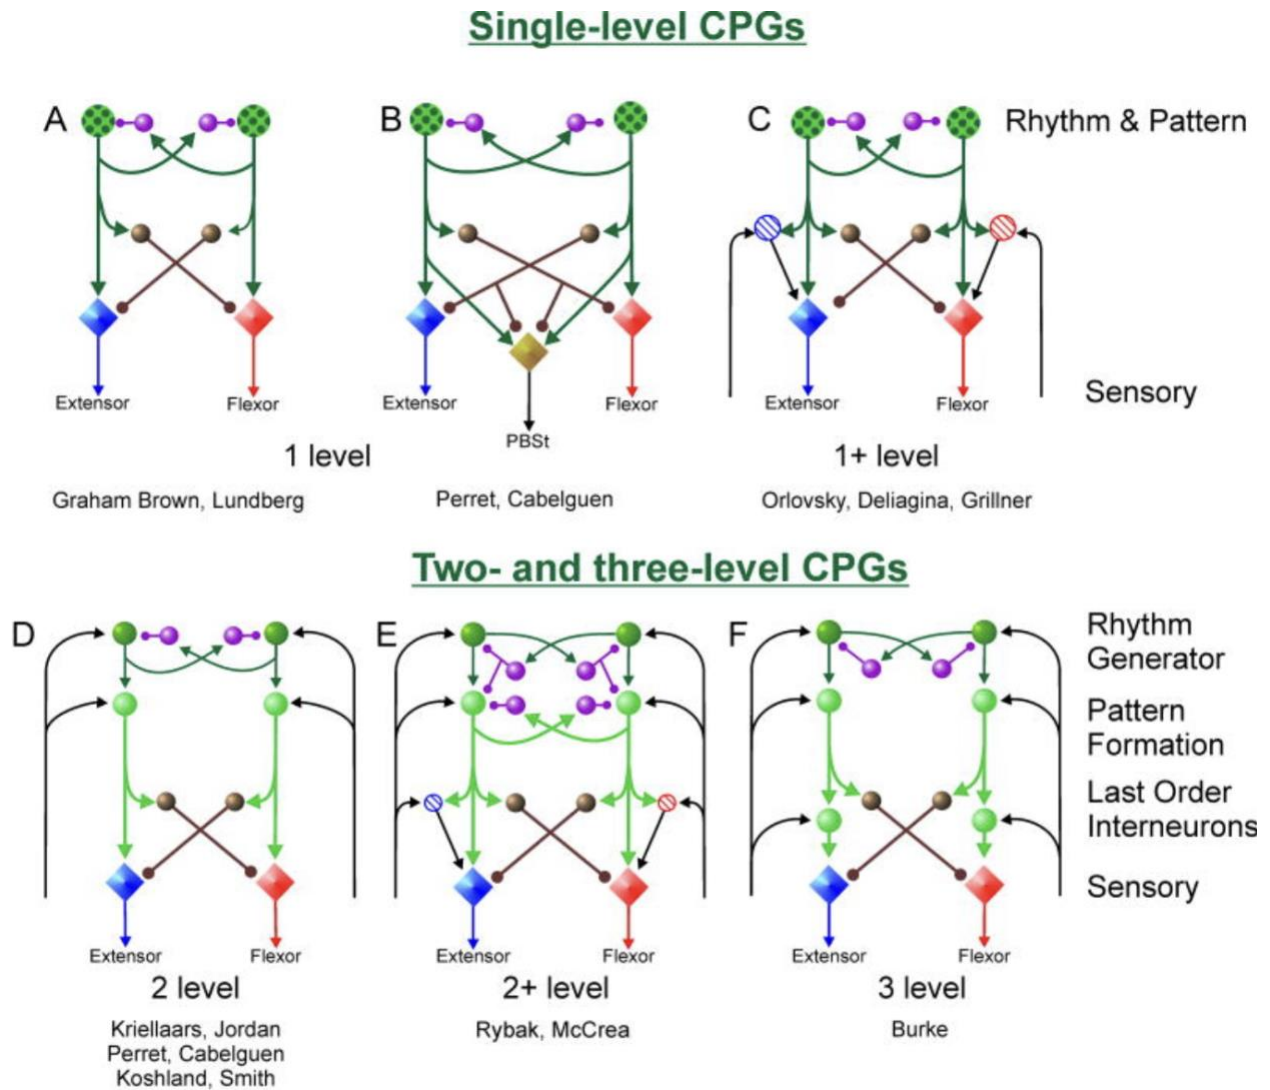 Single-level CPGs
A
B
C
Rhythm & Pattern
Sensory
Extensor
Flexor
Extensor
Flexor
Extensor
Flexor
PBSt
1 level
1+ level
Graham Brown, Lundberg
Perret, Cabelguen
Orlovsky, Deliagina, Grillner
Two- and three-level CPGs
D
E
F
Rhythm
Generator
Pattern
Formation
Last Order
Interneurons
Sensory
Extensor
Flexor
Extensor
Flexor
Extensor
Flexor
2 level
2+ level
3 level
Kriellaars, Jordan
Perret, Cabelguen
Koshland, Smith
Rybak, McCrea
Burke